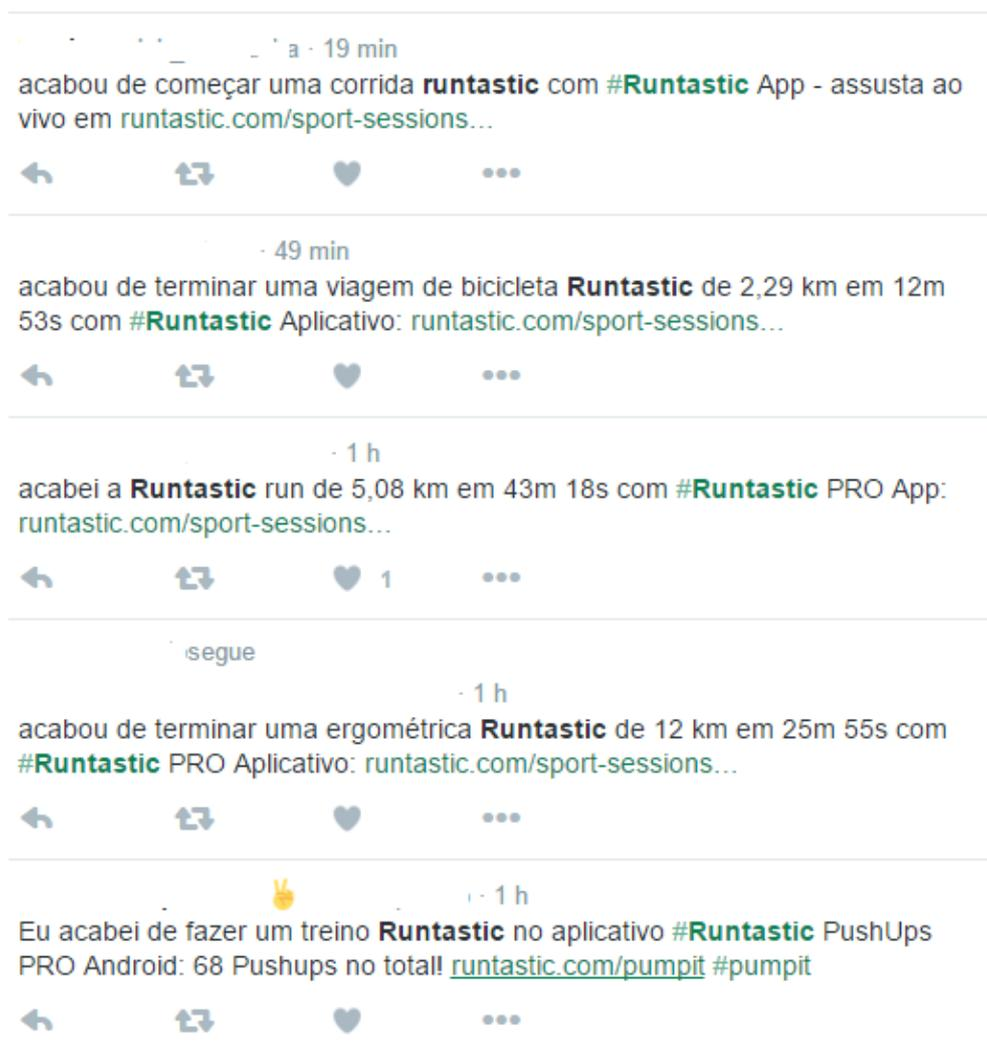 a · 19 min
acabou de começar uma corrida runtastic com #Runtastic App - assusta ao
vivo em runtastic.com/sport-sessions...
· 49 min
acabou de terminar uma viagem de bicicleta Runtastic de 2,29 km em 12m
53s com #Runtastic Aplicativo: runtastic.com/sport-sessions...
· 1 h
acabei a Runtastic run de 5,08 km em 43m 18s com #Runtastic PRO App:
runtastic.com/sport-sessions...
1
segue
· 1 h
acabou de terminar uma ergométrica Runtastic de 12 km em 25m 55s com
#Runtastic PRO Aplicativo: runtastic.com/sport-sessions...
· 1 h
Eu acabei de fazer um treino Runtastic no aplicativo #Runtastic PushUps
PRO Android: 68 Pushups no total! runtastic.com/pumpit #pumpit